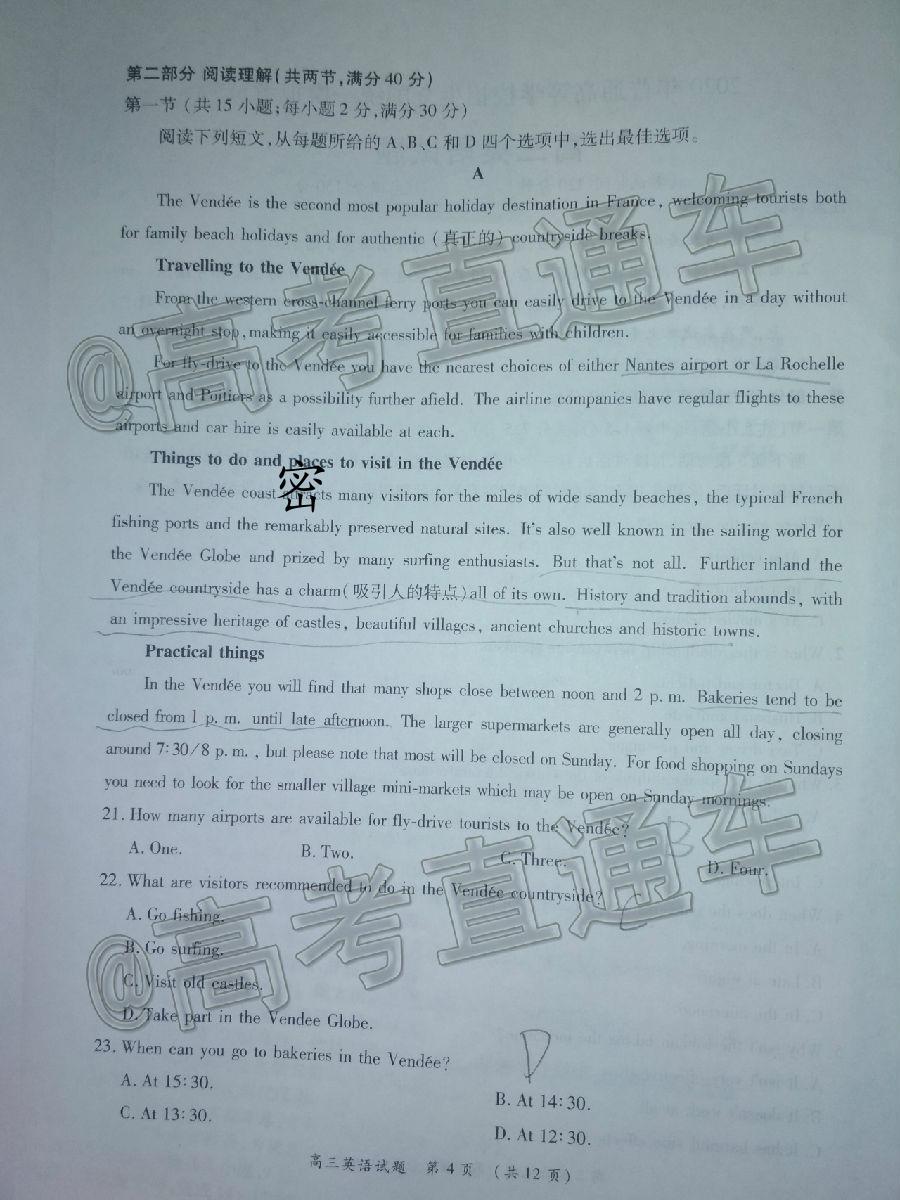 第二部分 阅读理解(共两节,满分40分)
第一节 (共15小题;每小题2分,满分30分)
阅读下列短文,从每题所给的A、B、C和D四个选项中,选出最佳选项。
A
The Vendée is the second most popular holiday destination in France, welcoming tourists both
for family beach holidays and for authentic (真正的) countryside breaks.
Travelling to the Vendée
From the western cross-channel ferry ports you can easily drive to the Vendée in a day without
an overnight stop, making it easily accessible for families with children.
For fly-drive to the Vendée you have the nearest choices of either Nantes airport or La Rochelle
airport and Poitiers as a possibility further afield. The airline companies have regular flights to these
airports and car hire is easily available at each.
Things to do and places to visit in the Vendée
The Vendée coast attracts many visitors for the miles of wide sandy beaches, the typical French
fishing ports and the remarkably preserved natural sites. It's also well known in the sailing world for
the Vendée Globe and prized by many surfing enthusiasts. But that's not all. Further inland the
Vendée countryside has a charm(吸引人的特点)all of its own. History and tradition abounds, with
an impressive heritage of castles, beautiful villages, ancient churches and historic towns.
Practical things
In the Vendée you will find that many shops close between noon and 2 p. m. Bakeries tend to be
closed from 1 p. m. until late afternoon. The larger supermarkets are generally open all day, closing
around 7:30/8 p. m. , but please note that most will be closed on Sunday. For food shopping on Sundays
you need to look for the smaller village mini-markets which may be open on Sunday mornings.
21. How many airports are available for fly-drive tourists to the Vendée? B
A. One. B. Two. C. Three. D. Four.
22. What are visitors recommended to do in the Vendée countryside? C
A. Go fishing.
B. Go surfing.
C. Visit old castles.
D. Take part in the Vendee Globe.
23. When can you go to bakeries in the Vendée? D
A. At 15:30. B. At 14:30.
C. At 13:30. D. At 12:30.
高三英语试题 第4页 (共12页)
@高考直通车
密
@高考直通车